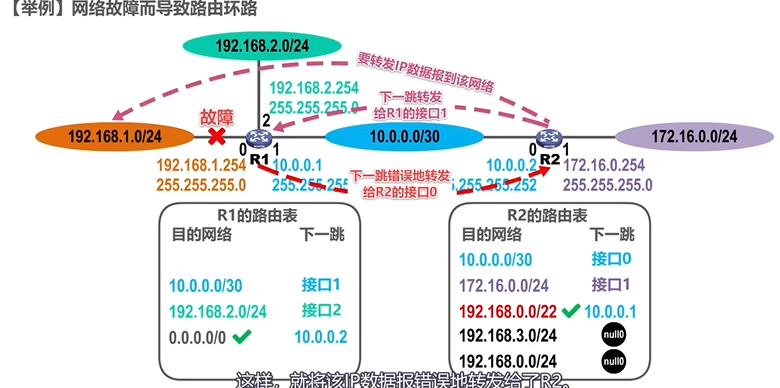 【举例】网络故障而导致路由环路
192.168.2.0/24
要转发IP数据报到该网络
192.168.2.254
255.255.255.0
下一跳转发
给R1的接口1
故障
2
192.168.1.0/24
10.0.0.0/30
172.16.0.0/24
0
R1
1
0
R2
1
192.168.1.254
255.255.255.0
10.0.0.1
255.255.255
10.0.0.2
.255.255.252
172.16.0.254
255.255.255.0
下一跳错误地转发
给R2的接口0
R1的路由表
目的网络 下一跳
10.0.0.0/30 接口1
192.168.2.0/24 接口2
0.0.0.0/0 10.0.0.2
R2的路由表
目的网络 下一跳
10.0.0.0/30 接口0
172.16.0.0/24 接口1
192.168.0.0/22 10.0.0.1
192.168.3.0/24 null0
192.168.0.0/24 null0
这样，就将该IP数据报错误地转发给了R2。